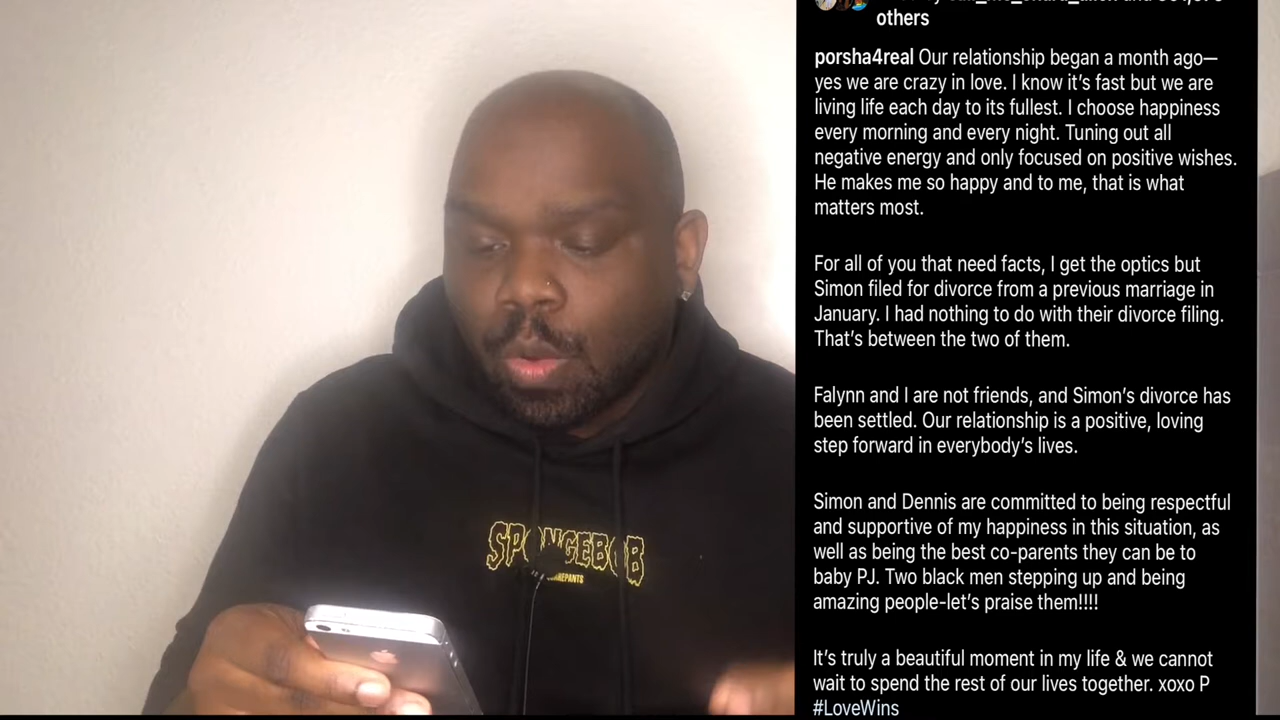 others
porsha4real Our relationship began a month ago—
yes we are crazy in love. I know it’s fast but we are
living life each day to its fullest. I choose happiness
every morning and every night. Tuning out all
negative energy and only focused on positive wishes.
He makes me so happy and to me, that is what
matters most.
For all of you that need facts, I get the optics but
Simon filed for divorce from a previous marriage in
January. I had nothing to do with their divorce filing.
That’s between the two of them.
Falynn and I are not friends, and Simon’s divorce has
been settled. Our relationship is a positive, loving
step forward in everybody’s lives.
Simon and Dennis are committed to being respectful
and supportive of my happiness in this situation, as
well as being the best co-parents they can be to
baby PJ. Two black men stepping up and being
amazing people-let’s praise them!!!!
It’s truly a beautiful moment in my life & we cannot
wait to spend the rest of our lives together. xoxo P
#LoveWins
SPONGEBOB